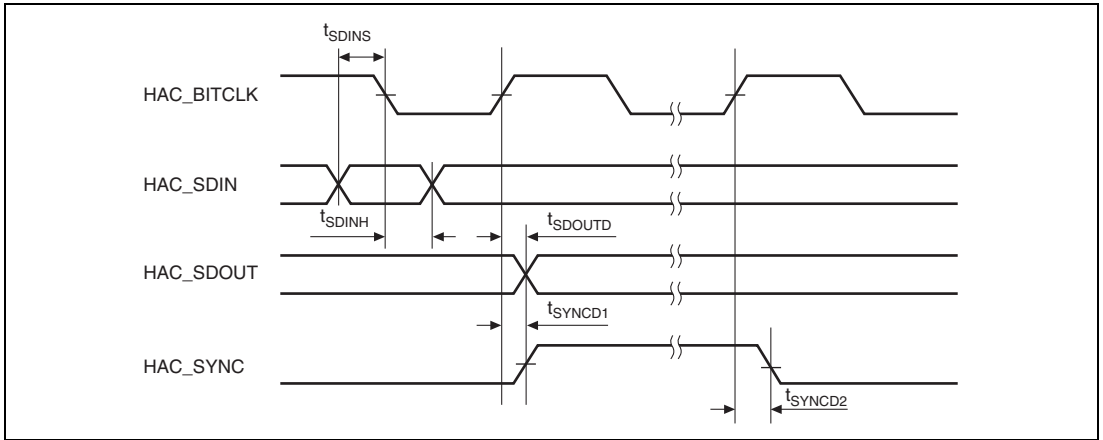 tSDINS
HAC_BITCLK
HAC_SDIN
tSDINH
tSDOUTD
HAC_SDOUT
tSYNCD1
HAC_SYNC
tSYNCD2